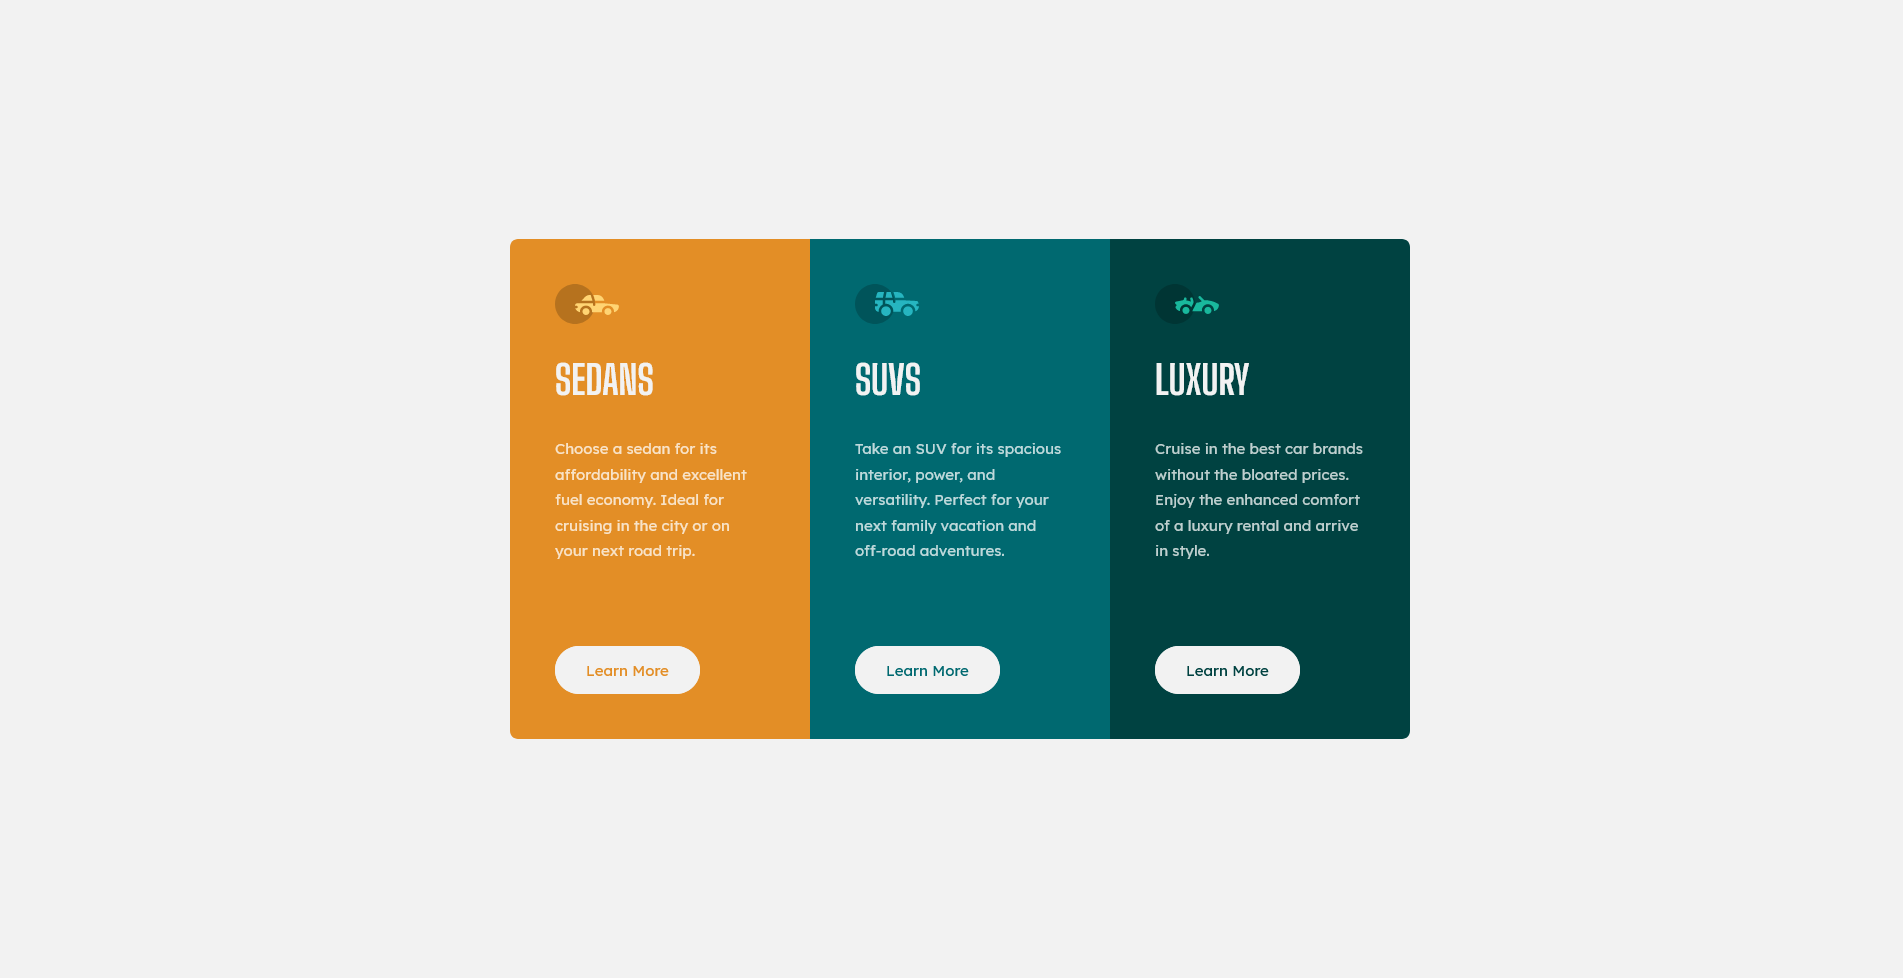 SEDANS
Choose a sedan for its
affordability and excellent
fuel economy. Ideal for
cruising in the city or on
your next road trip.
Learn More
SUVS
Take an SUV for its spacious
interior, power, and
versatility. Perfect for your
next family vacation and
off-road adventures.
Learn More
LUXURY
Cruise in the best car brands
without the bloated prices.
Enjoy the enhanced comfort
of a luxury rental and arrive
in style.
Learn More